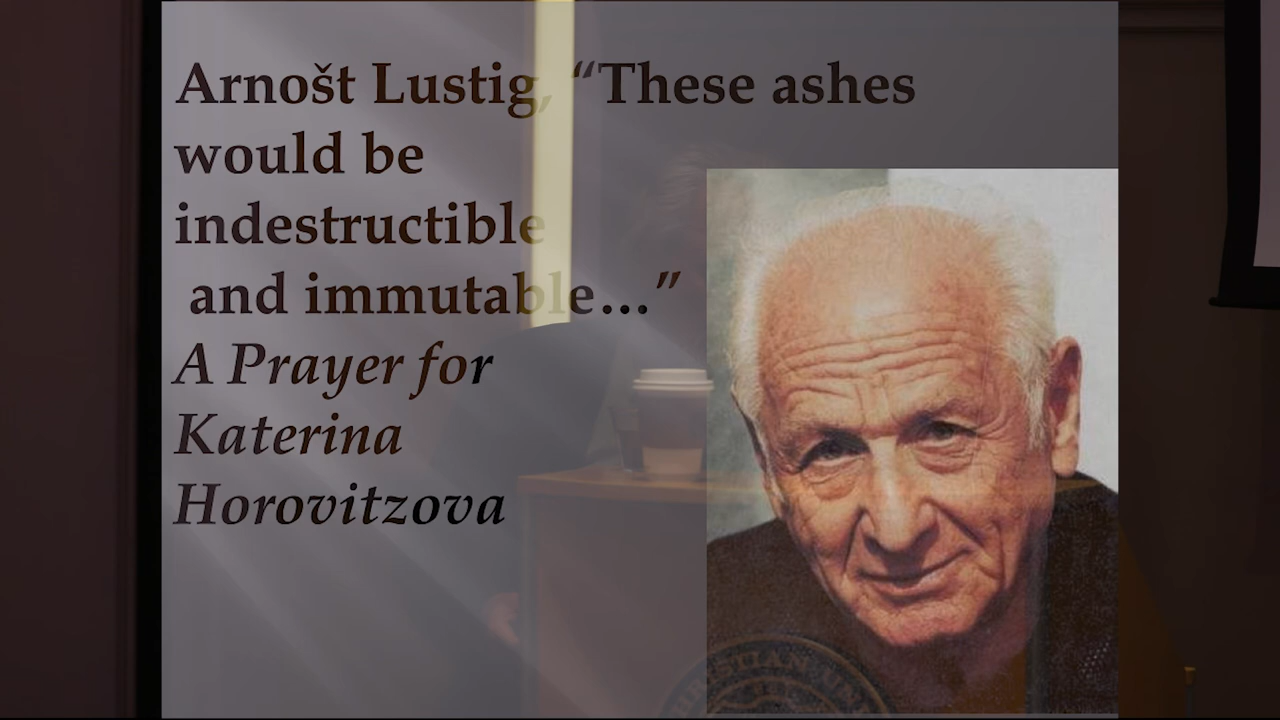 Arnošt Lustig, “These ashes
would be
indestructible
and immutable…”
A Prayer for
Katerina
Horovitzova